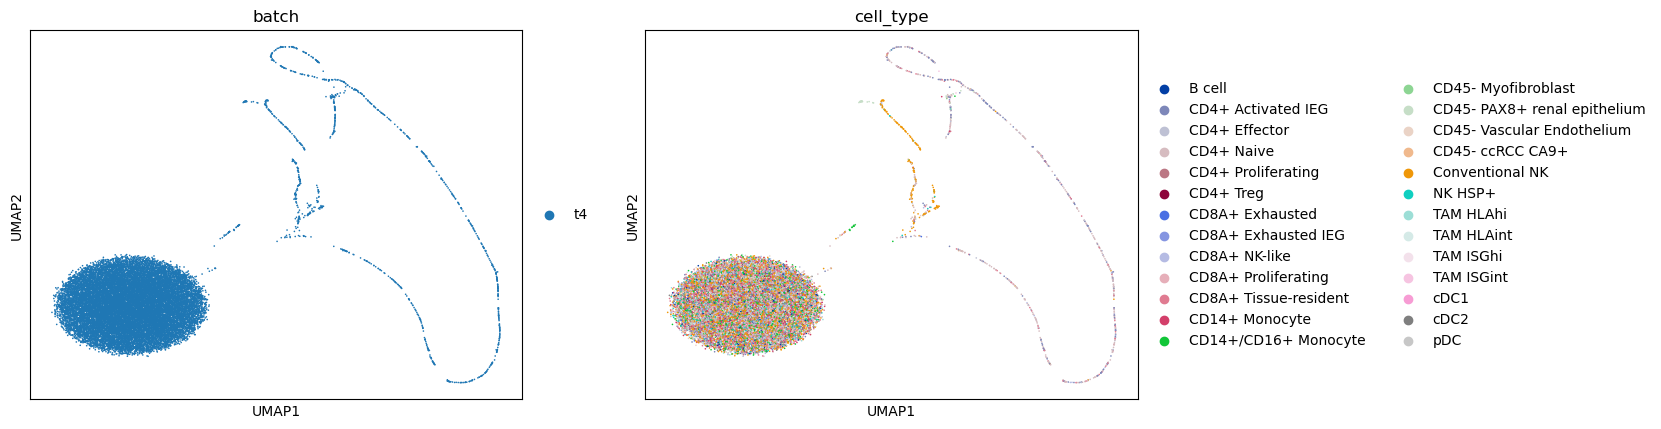 batch
UMAP2
UMAP1
t4
cell_type
UMAP2
UMAP1
B cell
CD4+ Activated IEG
CD4+ Effector
CD4+ Naive
CD4+ Proliferating
CD4+ Treg
CD8A+ Exhausted
CD8A+ Exhausted IEG
CD8A+ NK-like
CD8A+ Proliferating
CD8A+ Tissue-resident
CD14+ Monocyte
CD14+/CD16+ Monocyte
CD45- Myofibroblast
CD45- PAX8+ renal epithelium
CD45- Vascular Endothelium
CD45- ccRCC CA9+
Conventional NK
NK HSP+
TAM HLAhi
TAM HLAint
TAM ISGhi
TAM ISGint
cDC1
cDC2
pDC